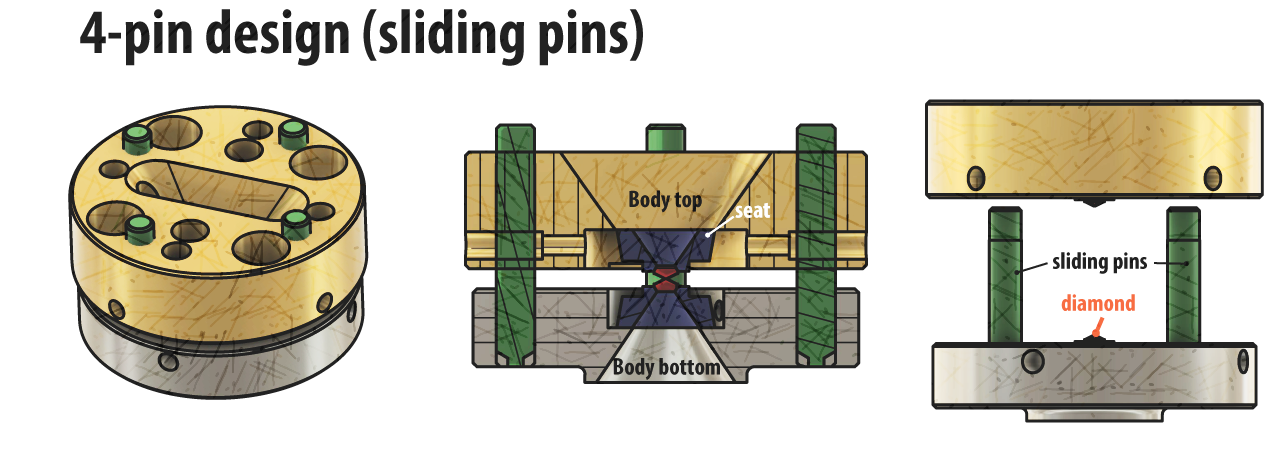 4-pin design (sliding pins)
Body top
seat
Body bottom
sliding pins
diamond